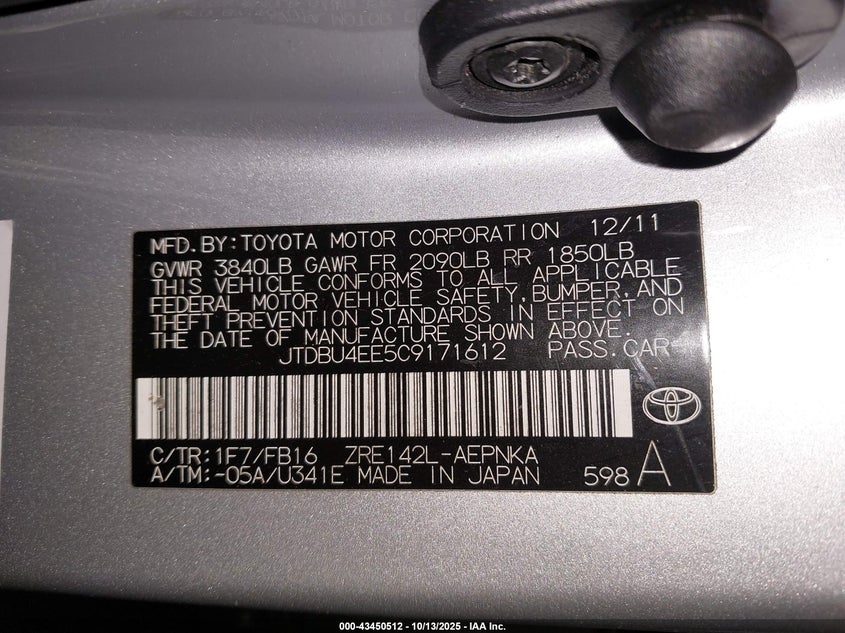 MFD. BY: TOYOTA MOTOR CORPORATION 12/11
GVWR 3840LB GAWR FR 2090LB RR 1850LB
THIS VEHICLE CONFORMS TO ALL APPLICABLE
FEDERAL MOTOR VEHICLE SAFETY, BUMPER, AND
THEFT PREVENTION STANDARDS IN EFFECT ON
THE DATE OF MANUFACTURE SHOWN ABOVE.
JTDBU4EE5C9171612 PASS. CAR
C/TR: 1F7/FB16 ZRE142L-AEPNKA
A/TM: -05A/U341E MADE IN JAPAN 598 A
000-43450512 - 10/13/2025 - IAA Inc.